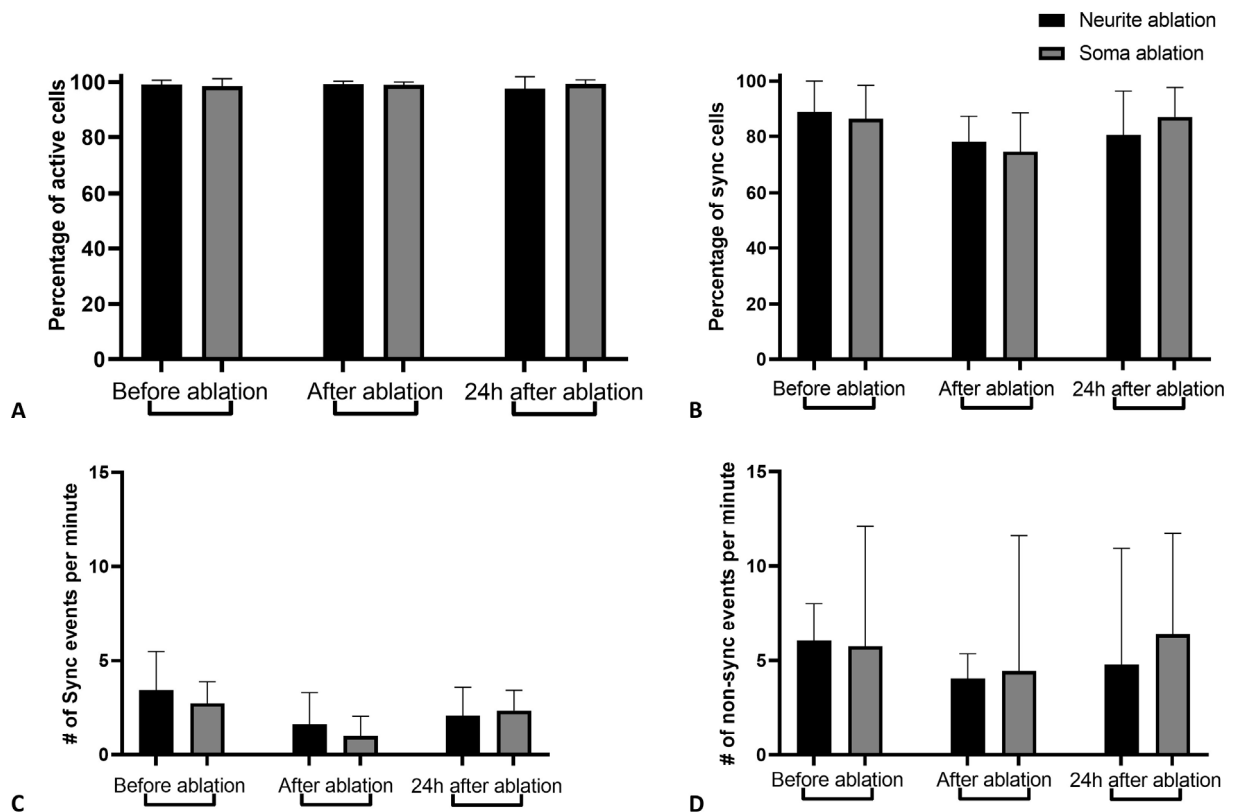 Neurite ablation
Soma ablation
Percentage of active cells
100
80
60
40
20
0
Before ablation
After ablation
24h after ablation
A
Percentage of sync cells
100
80
60
40
20
0
Before ablation
After ablation
24h after ablation
B
# of Sync events per minute
15
10
5
0
Before ablation
After ablation
24h after ablation
C
# of non-sync events per minute
15
10
5
0
Before ablation
After ablation
24h after ablation
D